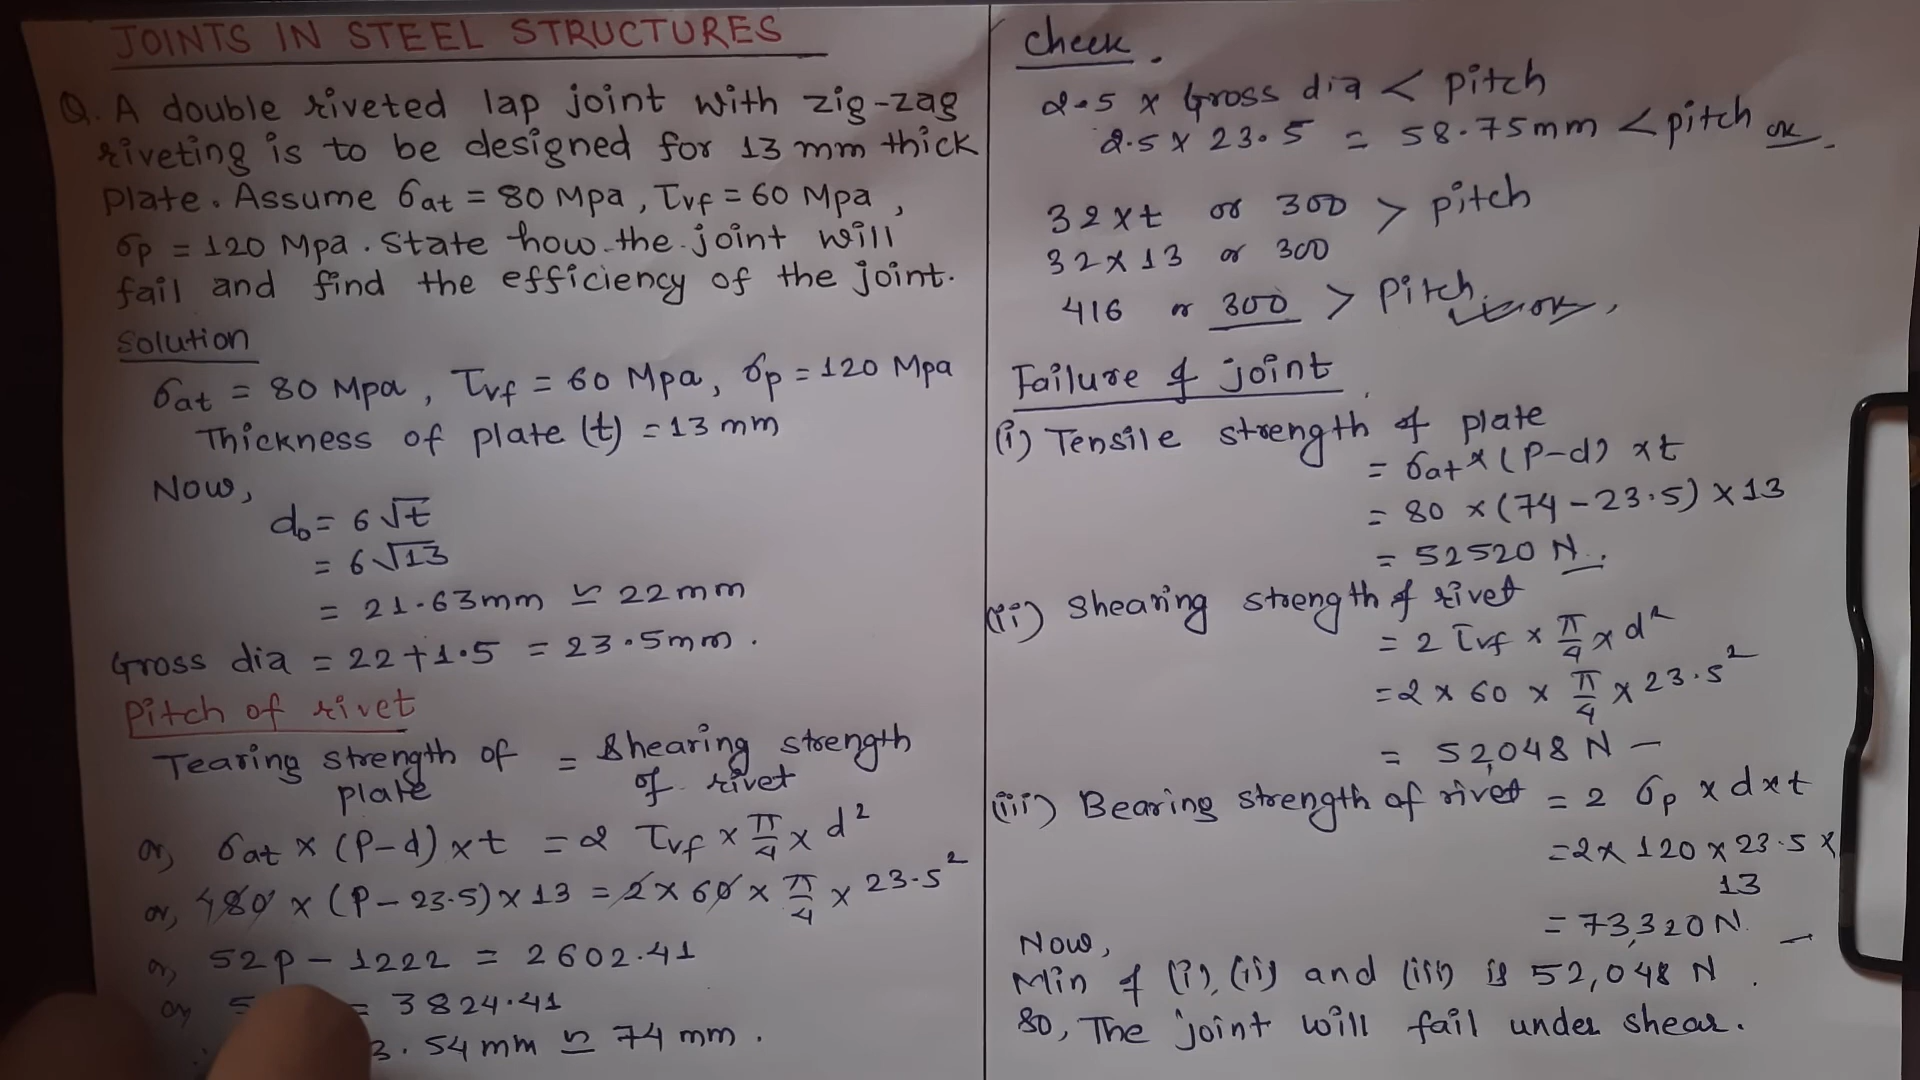 JOINTS IN STEEL STRUCTURES
Q. A double riveted lap joint with zig-zag
riveting is to be designed for 13 mm thick
plate. Assume σat = 80 Mpa, τvf = 60 Mpa,
σp = 120 Mpa. State how the joint will
fail and find the efficiency of the joint.
Solution
σat = 80 Mpa, τvf = 60 Mpa, σp = 120 Mpa
Thickness of plate (t) = 13 mm
Now,
do = 6√t
= 6√13
= 21.63mm ≃ 22mm
Gross dia = 22+1.5 = 23.5mm.
Pitch of rivet
Tearing strength of plate = Shearing strength of rivet
or, σat × (P-d) × t = 2 τvf × π/4 × d²
or, 480 × (P-23.5) × 13 = 2 × 60 × π/4 × 23.5²
or, 52p - 1222 = 2602.41
or = 3824.41
3.54mm ≃ 74mm.
Check.
2.5 × Gross dia < pitch
2.5 × 23.5 = 58.75mm < pitch ok.
32×t or 300 > pitch
32×13 or 300
416 or 300 > Pitch ok.
Failure of joint
(i) Tensile strength of plate
= σat × (P-d) × t
= 80 × (74-23.5) × 13
= 52520 N.
(ii) Shearing strength of rivet
= 2 τvf × π/4 × d²
= 2 × 60 × π/4 × 23.5²
= 52,048 N -
(iii) Bearing strength of rivet = 2 σp × d×t
= 2× 120 × 23.5 ×
13
= 73,320 N. -
Now,
Min of (i), (ii) and (iii) is 52,048 N.
So, The joint will fail under shear.